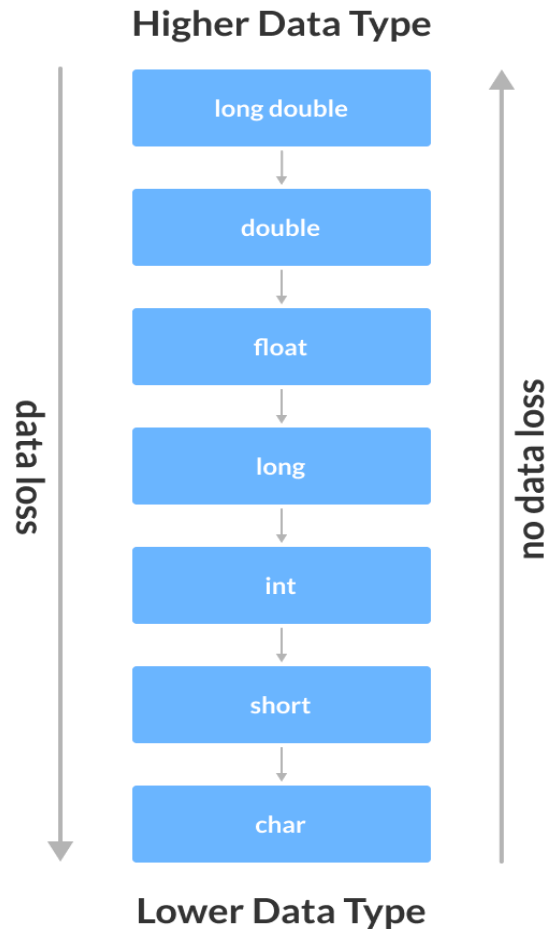 Higher Data Type
long double
double
float
long
int
short
char
data loss
no data loss
Lower Data Type